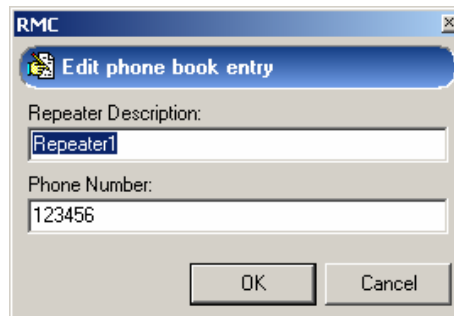 RMC
Edit phone book entry
Repeater Description:
Repeater1
Phone Number:
123456
OK
Cancel